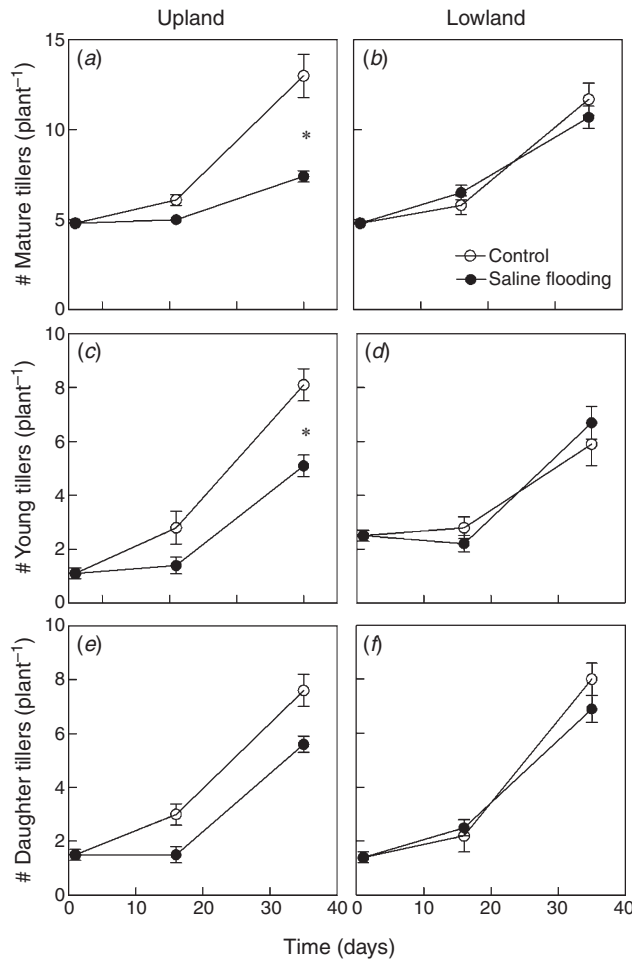 Upland
Lowland
# Mature tillers (plant⁻¹)
15
10
5
0
(a)
*
(b)
Control
Saline flooding
# Young tillers (plant⁻¹)
10
8
6
4
2
0
(c)
*
(d)
# Daughter tillers (plant⁻¹)
10
8
6
4
2
0
(e)
(f)
0 10 20 30 40 0 10 20 30 40
Time (days)